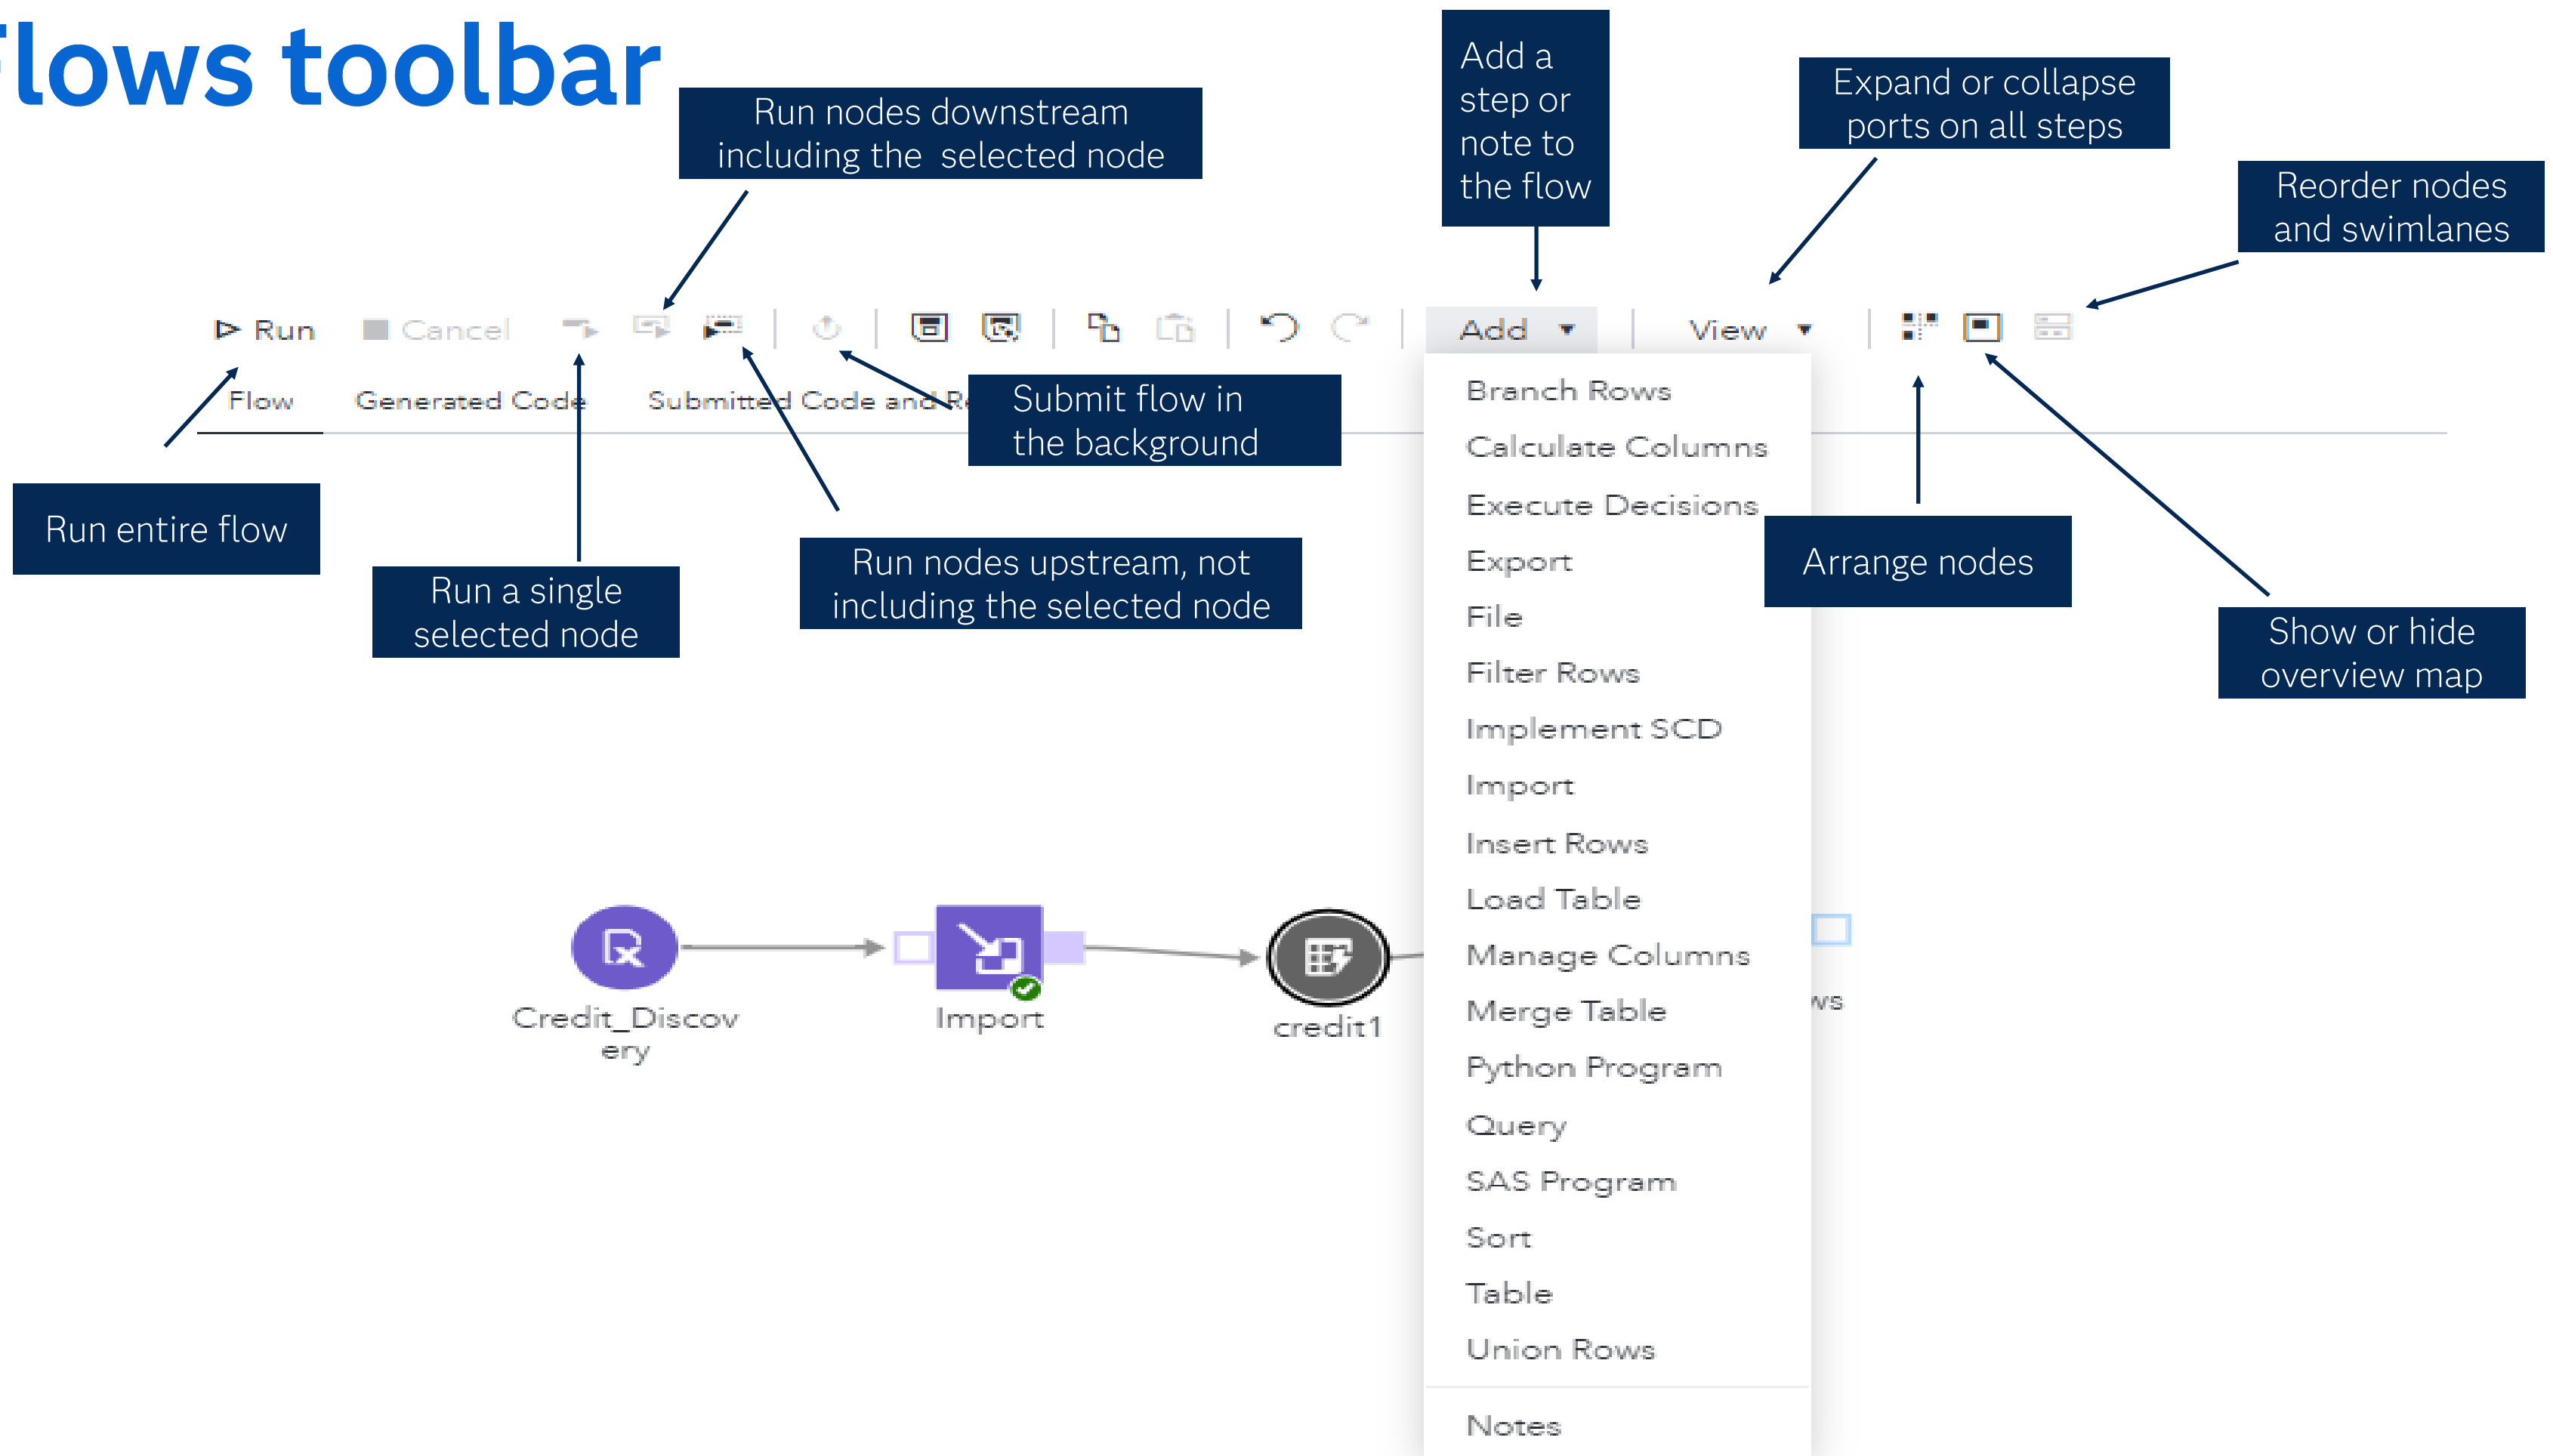 Flows toolbar
Run nodes downstream
including the selected node
Add a
step or
note to
the flow
Expand or collapse
ports on all steps
Reorder nodes
and swimlanes
Run
Cancel
Add
View
Flow
Generated Code
Submitted Code and Re
Submit flow in
the background
Run entire flow
Run a single
selected node
Run nodes upstream, not
including the selected node
Arrange nodes
Show or hide
overview map
Branch Rows
Calculate Columns
Execute Decisions
Export
File
Filter Rows
Implement SCD
Import
Insert Rows
Load Table
Manage Columns
Merge Table
Python Program
Query
SAS Program
Sort
Table
Union Rows
Notes
Credit_Discov
ery
Import
credit1
ws